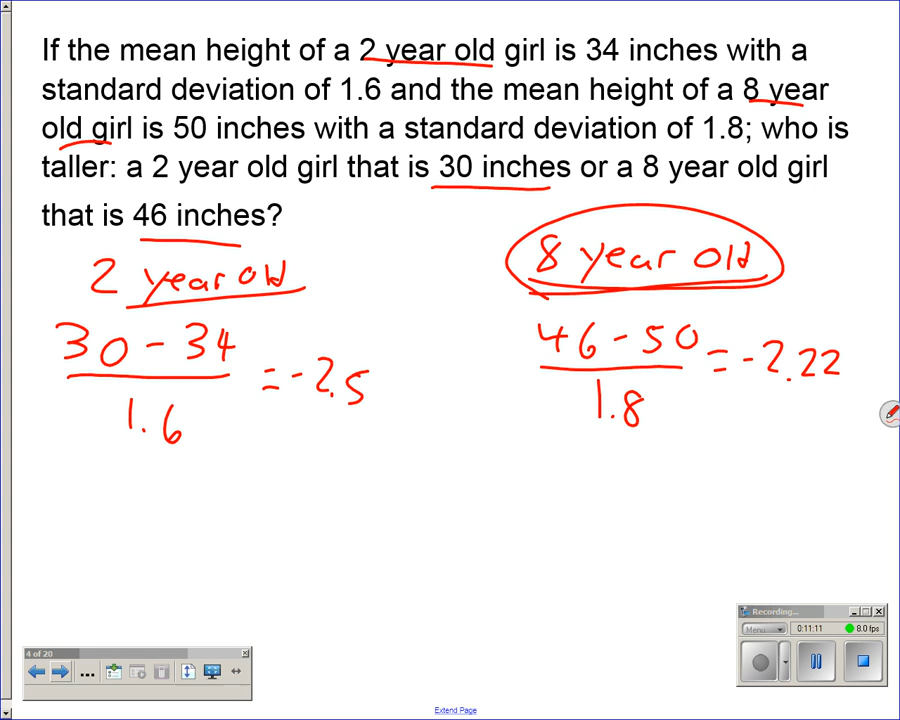 If the mean height of a 2 year old girl is 34 inches with a
standard deviation of 1.6 and the mean height of a 8 year
old girl is 50 inches with a standard deviation of 1.8; who is
taller: a 2 year old girl that is 30 inches or a 8 year old girl
that is 46 inches?
2 year old
8 year old
30 - 34
1.6
= -2.5
46 - 50
1.8
= -2.22
Recording...
Menu
0:11:11
8.0 fps
4 of 20
Extend Page